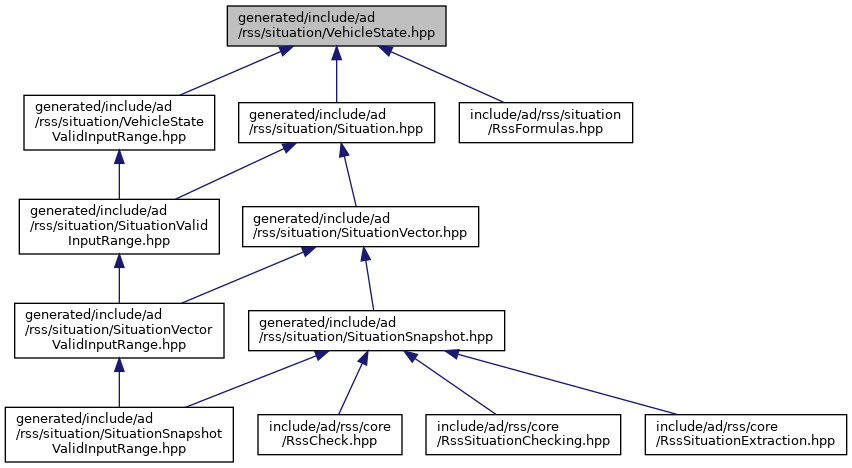 generated/include/ad
/rss/situation/VehicleState.hpp
generated/include/ad
/rss/situation/VehicleState
ValidInputRange.hpp
generated/include/ad
/rss/situation/Situation.hpp
include/ad/rss/situation
/RssFormulas.hpp
generated/include/ad
/rss/situation/SituationValid
InputRange.hpp
generated/include/ad
/rss/situation/SituationVector.hpp
generated/include/ad
/rss/situation/SituationVector
ValidInputRange.hpp
generated/include/ad
/rss/situation/SituationSnapshot.hpp
generated/include/ad
/rss/situation/SituationSnapshot
ValidInputRange.hpp
include/ad/rss/core
/RssCheck.hpp
include/ad/rss/core
/RssSituationChecking.hpp
include/ad/rss/core
/RssSituationExtraction.hpp